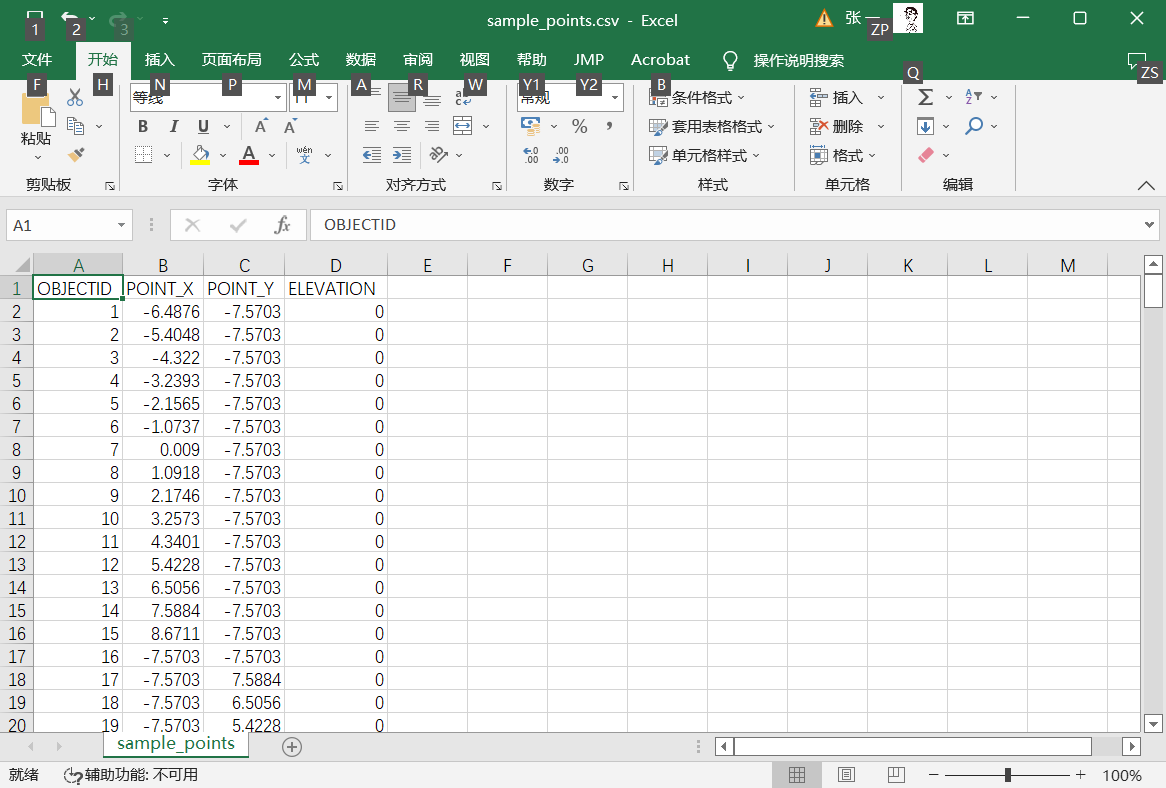 1 2 3
sample_points.csv - Excel
张一 ZP
文件 开始 插入 页面布局 公式 数据 审阅 视图 帮助 JMP Acrobat 操作说明搜索
F H N P M A R W Y1 Y2 B Q ZS
粘贴
等线 11
B I U A A
A wén 文
常规
% ,
.00 .00
条件格式
套用表格格式
单元格样式
插入
删除
格式
Σ
剪贴板 字体 对齐方式 数字 样式 单元格 编辑
A1 fx OBJECTID
A B C D E F G H I J K L M
1 OBJECTID POINT_X POINT_Y ELEVATION
2 1 -6.4876 -7.5703 0
3 2 -5.4048 -7.5703 0
4 3 -4.322 -7.5703 0
5 4 -3.2393 -7.5703 0
6 5 -2.1565 -7.5703 0
7 6 -1.0737 -7.5703 0
8 7 0.009 -7.5703 0
9 8 1.0918 -7.5703 0
10 9 2.1746 -7.5703 0
11 10 3.2573 -7.5703 0
12 11 4.3401 -7.5703 0
13 12 5.4228 -7.5703 0
14 13 6.5056 -7.5703 0
15 14 7.5884 -7.5703 0
16 15 8.6711 -7.5703 0
17 16 -7.5703 -7.5703 0
18 17 -7.5703 7.5884 0
19 18 -7.5703 6.5056 0
20 19 -7.5703 5.4228 0
sample_points
就绪 辅助功能: 不可用 100%